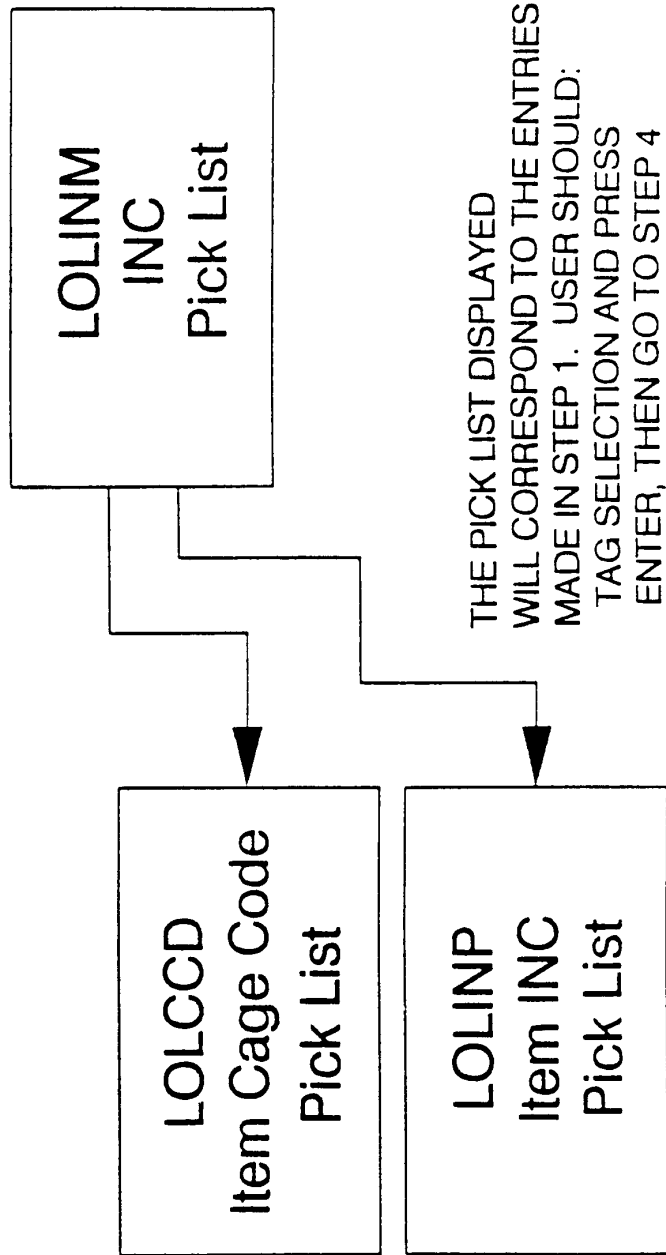 LOLINM
INC
Pick List
LOLCCD
Item Cage Code
Pick List
LOLINP
Item INC
Pick List
THE PICK LIST DISPLAYED
WILL CORRESPOND TO THE ENTRIES
MADE IN STEP 1. USER SHOULD:
TAG SELECTION AND PRESS
ENTER, THEN GO TO STEP 4